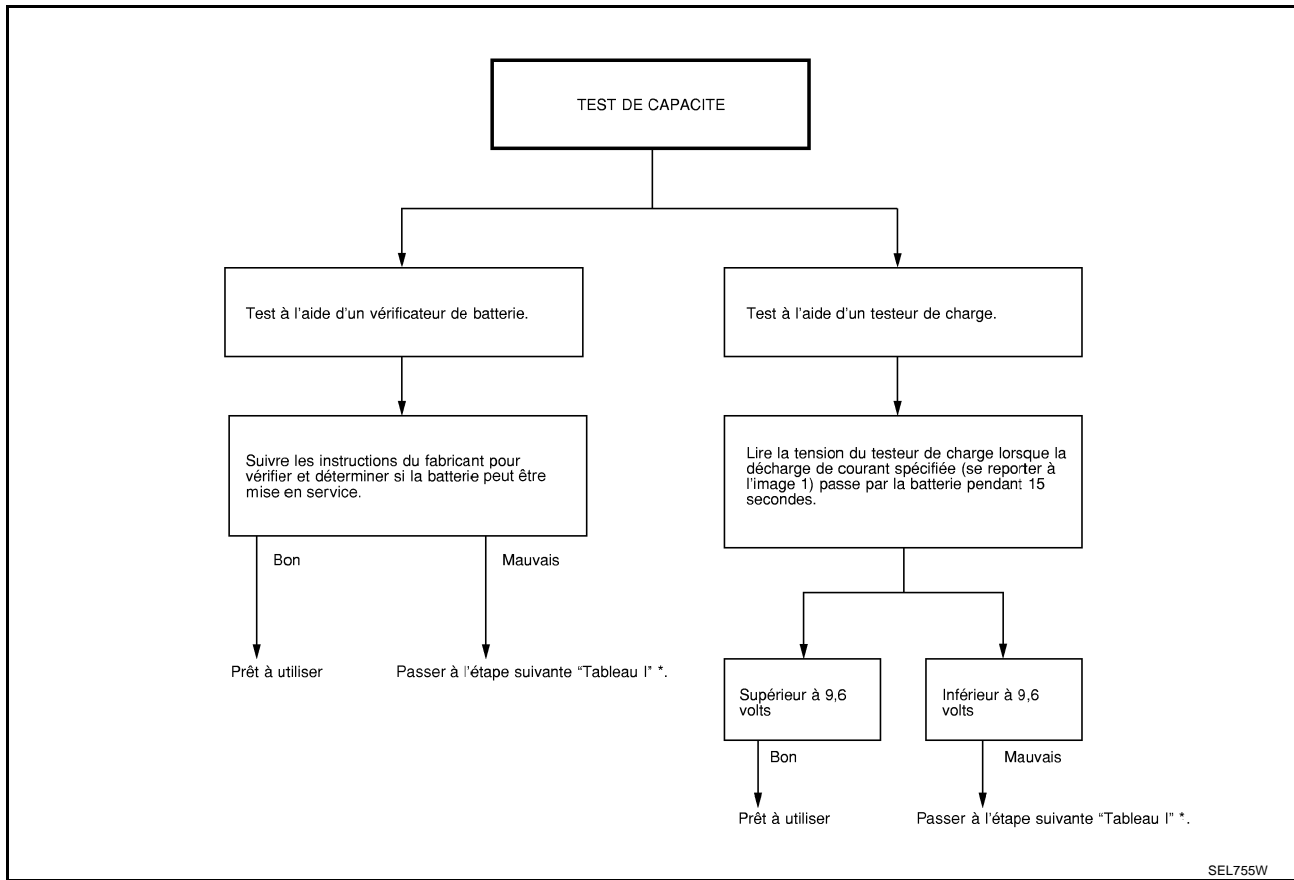 TEST DE CAPACITE
Test à l'aide d'un vérificateur de batterie.
Test à l'aide d'un testeur de charge.
Suivre les instructions du fabricant pour
vérifier et déterminer si la batterie peut être
mise en service.
Lire la tension du testeur de charge lorsque la
décharge de courant spécifiée (se reporter à
l'image 1) passe par la batterie pendant 15
secondes.
Bon
Mauvais
Prêt à utiliser
Passer à l'étape suivante “Tableau I” *.
Supérieur à 9,6
volts
Inférieur à 9,6
volts
Bon
Mauvais
Prêt à utiliser
Passer à l'étape suivante “Tableau I” *.
SEL755W